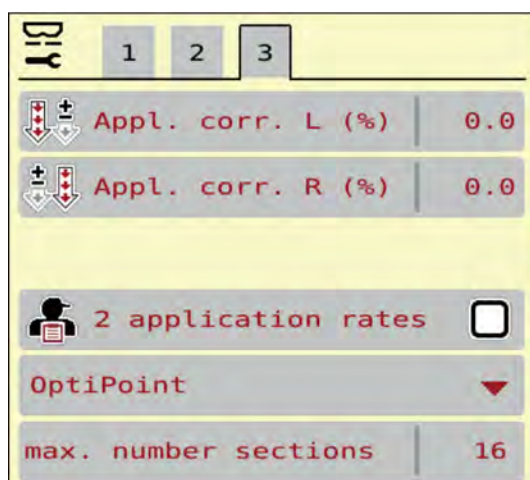 1 2 3
Appl. corr. L (%) 0.0
Appl. corr. R (%) 0.0
2 application rates
OptiPoint
max. number sections 16